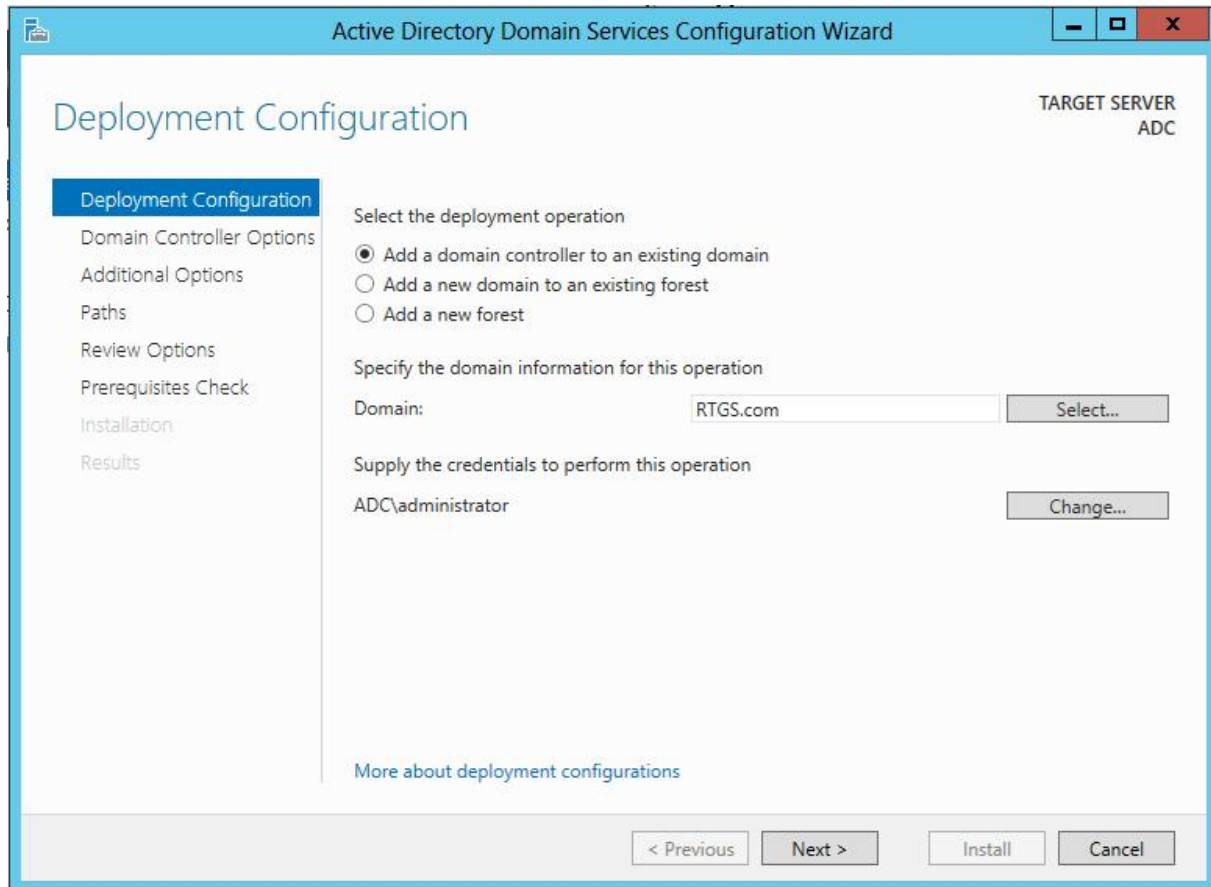 Active Directory Domain Services Configuration Wizard
X
Deployment Configuration
TARGET SERVER
ADC
Deployment Configuration
Domain Controller Options
Additional Options
Paths
Review Options
Prerequisites Check
Installation
Results
Select the deployment operation
Add a domain controller to an existing domain
Add a new domain to an existing forest
Add a new forest
Specify the domain information for this operation
Domain: RTGS.com Select...
Supply the credentials to perform this operation
ADC\administrator Change...
More about deployment configurations
< Previous Next > Install Cancel